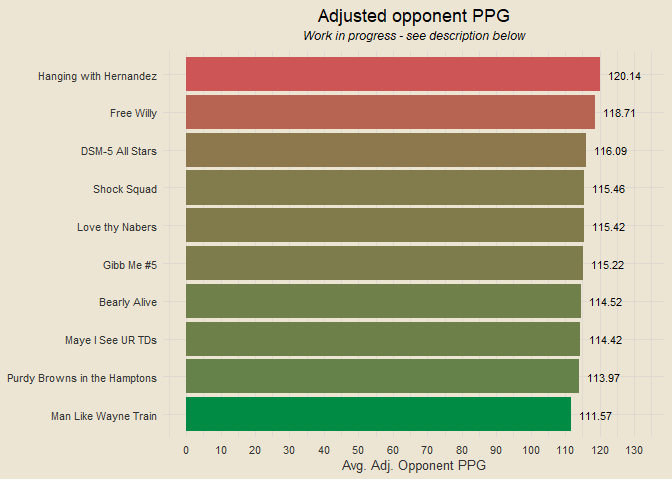 Adjusted opponent PPG
Work in progress - see description below
Hanging with Hernandez 120.14
Free Willy 118.71
DSM-5 All Stars 116.09
Shock Squad 115.46
Love thy Nabers 115.42
Gibb Me #5 115.22
Bearly Alive 114.52
Maye I See UR TDs 114.42
Purdy Browns in the Hamptons 113.97
Man Like Wayne Train 111.57
0 10 20 30 40 50 60 70 80 90 100 110 120 130
Avg. Adj. Opponent PPG